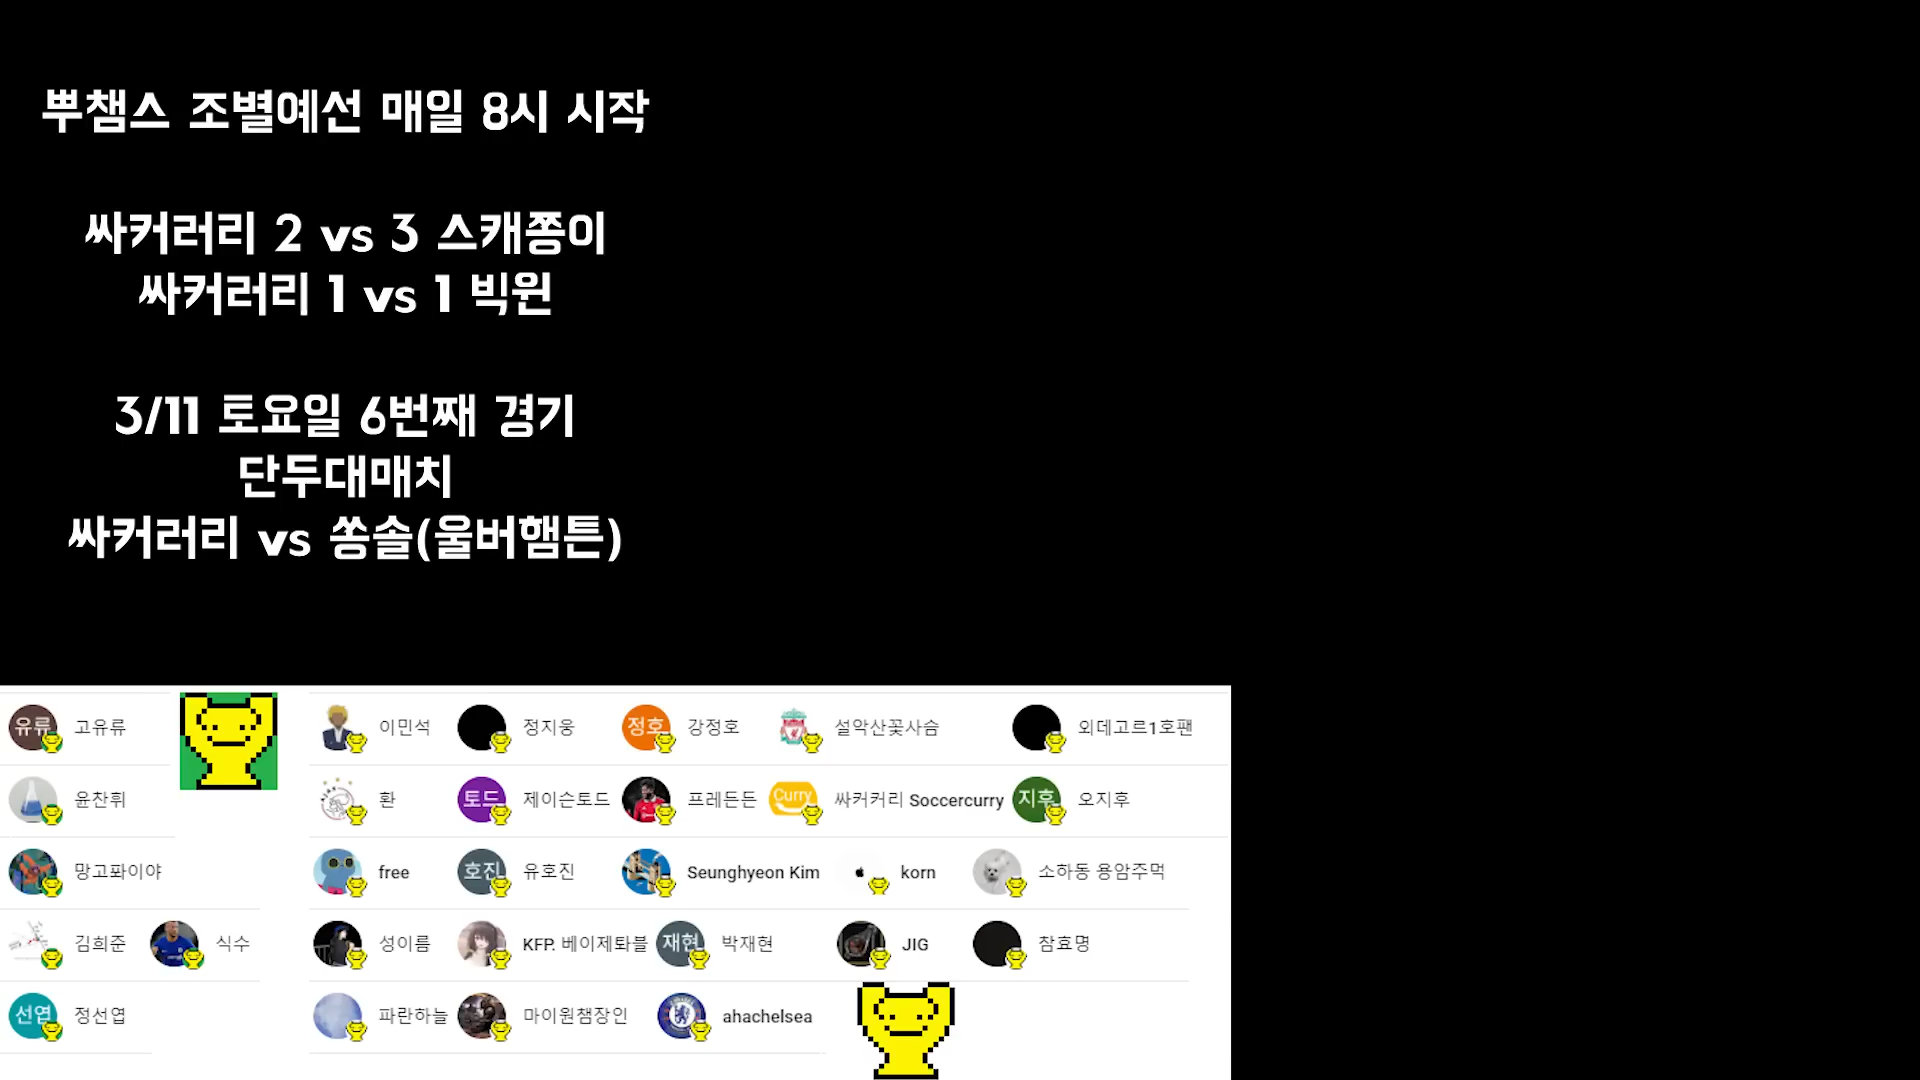 뿌챔스 조별예선 매일 8시 시작
싸커러리 2 vs 3 스캐쫑이
싸커러리 1 vs 1 빅윈
3/11 토요일 6번째 경기
단두대매치
싸커러리 vs 쏭솔(울버햄튼)
유류 고유류
이민석 정지웅 정호 강정호 설악산꽃사슴 외데고르1호팬
윤찬휘
환 토드 제이슨토드 프레든든 Curry 싸커커리 Soccercurry 지후 오지후
망고퐈이야
free 호진 유호진 Seunghyeon Kim korn 소하동 용암주먹
김희준 식수
성이름 KFP. 베이제톼블 재현 박재현 JIG 참효명
선엽 정선엽
파란하늘 마이원챔장인 ahachelsea